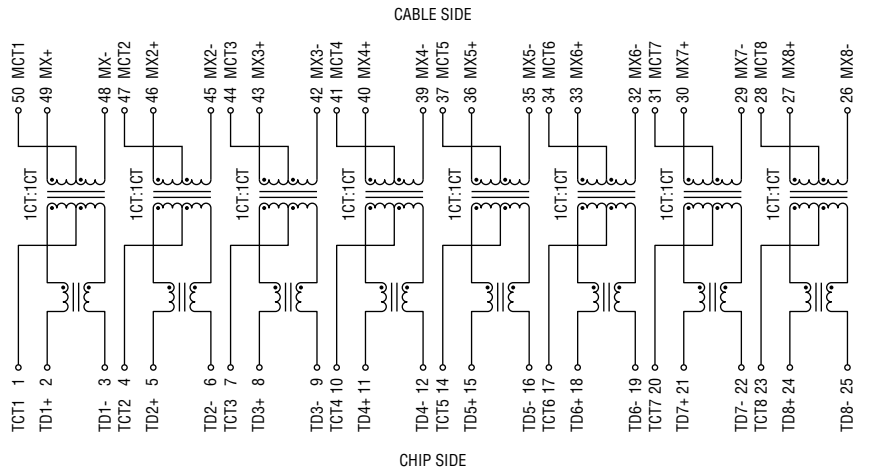 CABLE SIDE
50 MCT1
49 MX+
48 MX-
47 MCT2
46 MX2+
45 MX2-
44 MCT3
43 MX3+
42 MX3-
41 MCT4
40 MX4+
39 MX4-
37 MCT5
36 MX5+
35 MX5-
34 MCT6
33 MX6+
32 MX6-
31 MCT7
30 MX7+
29 MX7-
28 MCT8
27 MX8+
26 MX8-
1CT:1CT
1CT:1CT
1CT:1CT
1CT:1CT
1CT:1CT
1CT:1CT
1CT:1CT
1CT:1CT
TCT1 1
TD1+ 2
TD1- 3
TCT2 4
TD2+ 5
TD2- 6
TCT3 7
TD3+ 8
TD3- 9
TCT4 10
TD4+ 11
TD4- 12
TCT5 14
TD5+ 15
TD5- 16
TCT6 17
TD6+ 18
TD6- 19
TCT7 20
TD7+ 21
TD7- 22
TCT8 23
TD8+ 24
TD8- 25
CHIP SIDE